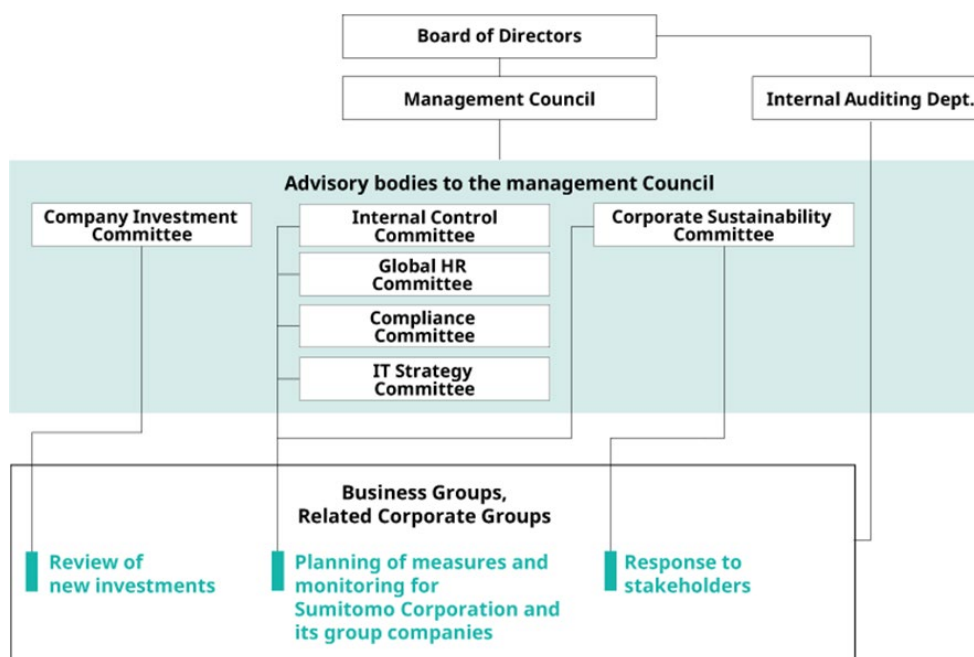 Board of Directors
Management Council
Internal Auditing Dept.
Advisory bodies to the management Council
Company Investment
Committee
Internal Control
Committee
Corporate Sustainability
Committee
Global HR
Committee
Compliance
Committee
IT Strategy
Committee
Business Groups,
Related Corporate Groups
Review of
new investments
Planning of measures and
monitoring for
Sumitomo Corporation and
its group companies
Response to
stakeholders